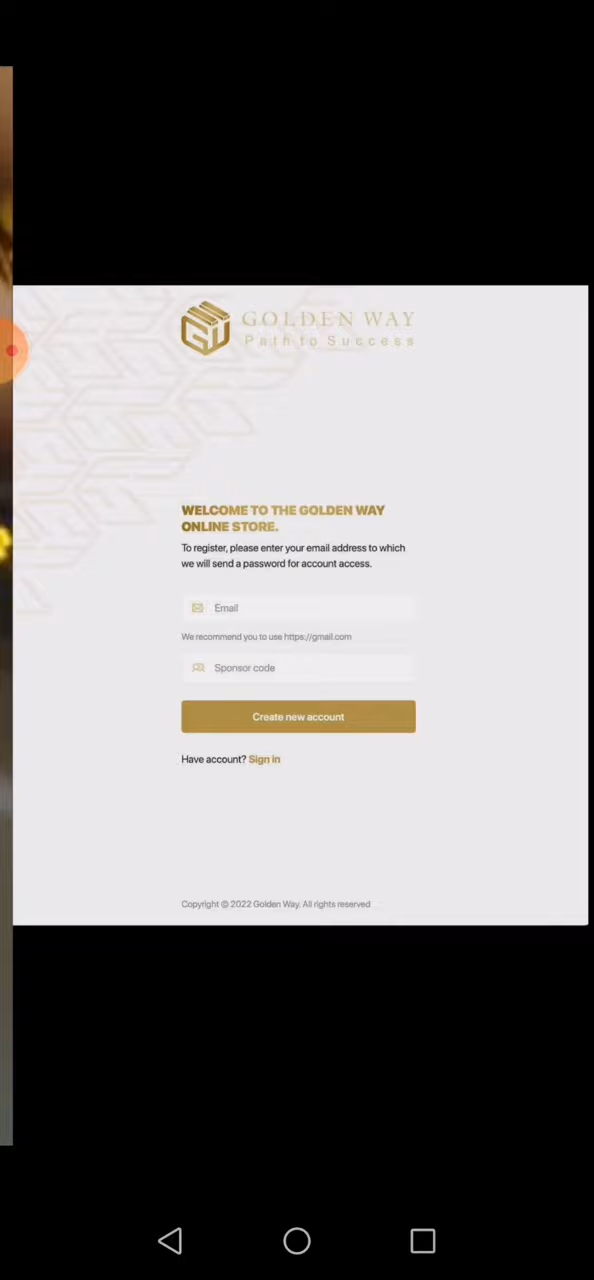 GOLDEN WAY
Path to Success
WELCOME TO THE GOLDEN WAY
ONLINE STORE.
To register, please enter your email address to which
we will send a password for account access.
Email
We recommend you to use https://gmail.com
Sponsor code
Create new account
Have account? Sign in
Copyright © 2022 Golden Way. All rights reserved